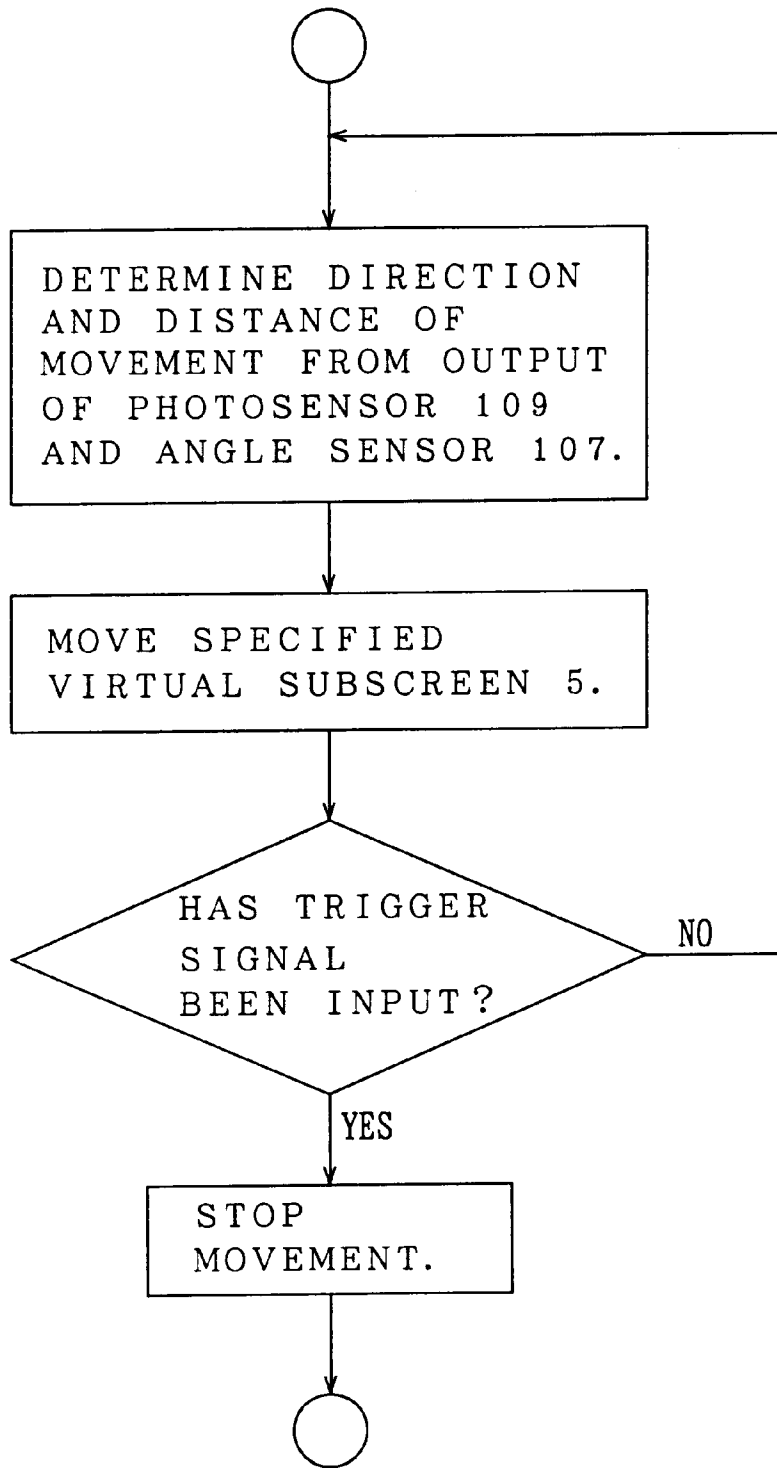 DETERMINE DIRECTION
AND DISTANCE OF
MOVEMENT FROM OUTPUT
OF PHOTOSENSOR 109
AND ANGLE SENSOR 107.
MOVE SPECIFIED
VIRTUAL SUBSCREEN 5.
HAS TRIGGER
SIGNAL
BEEN INPUT?
NO
YES
STOP
MOVEMENT.